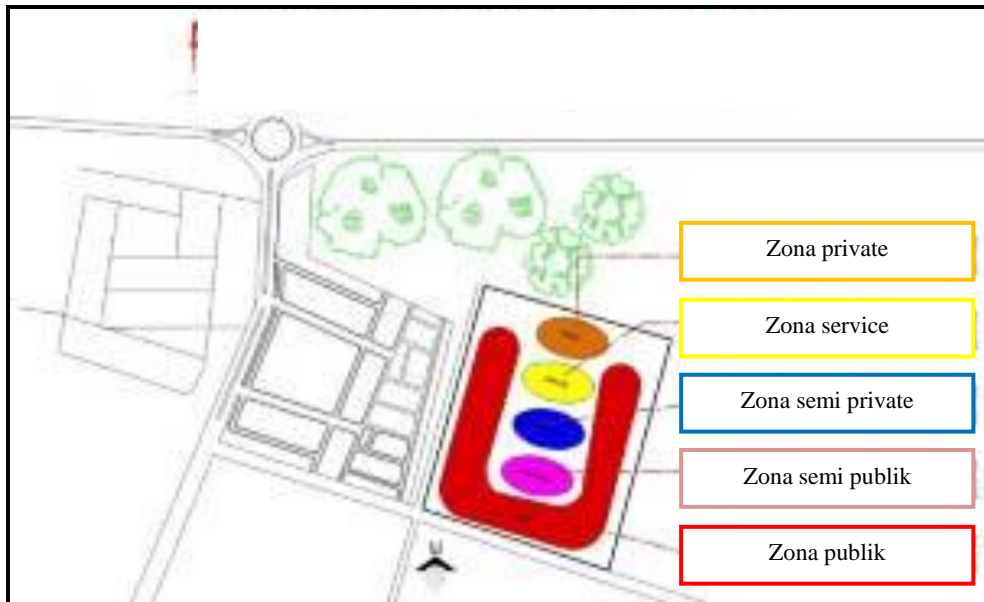 Zona private
Zona service
Zona semi private
Zona semi publik
Zona publik
U